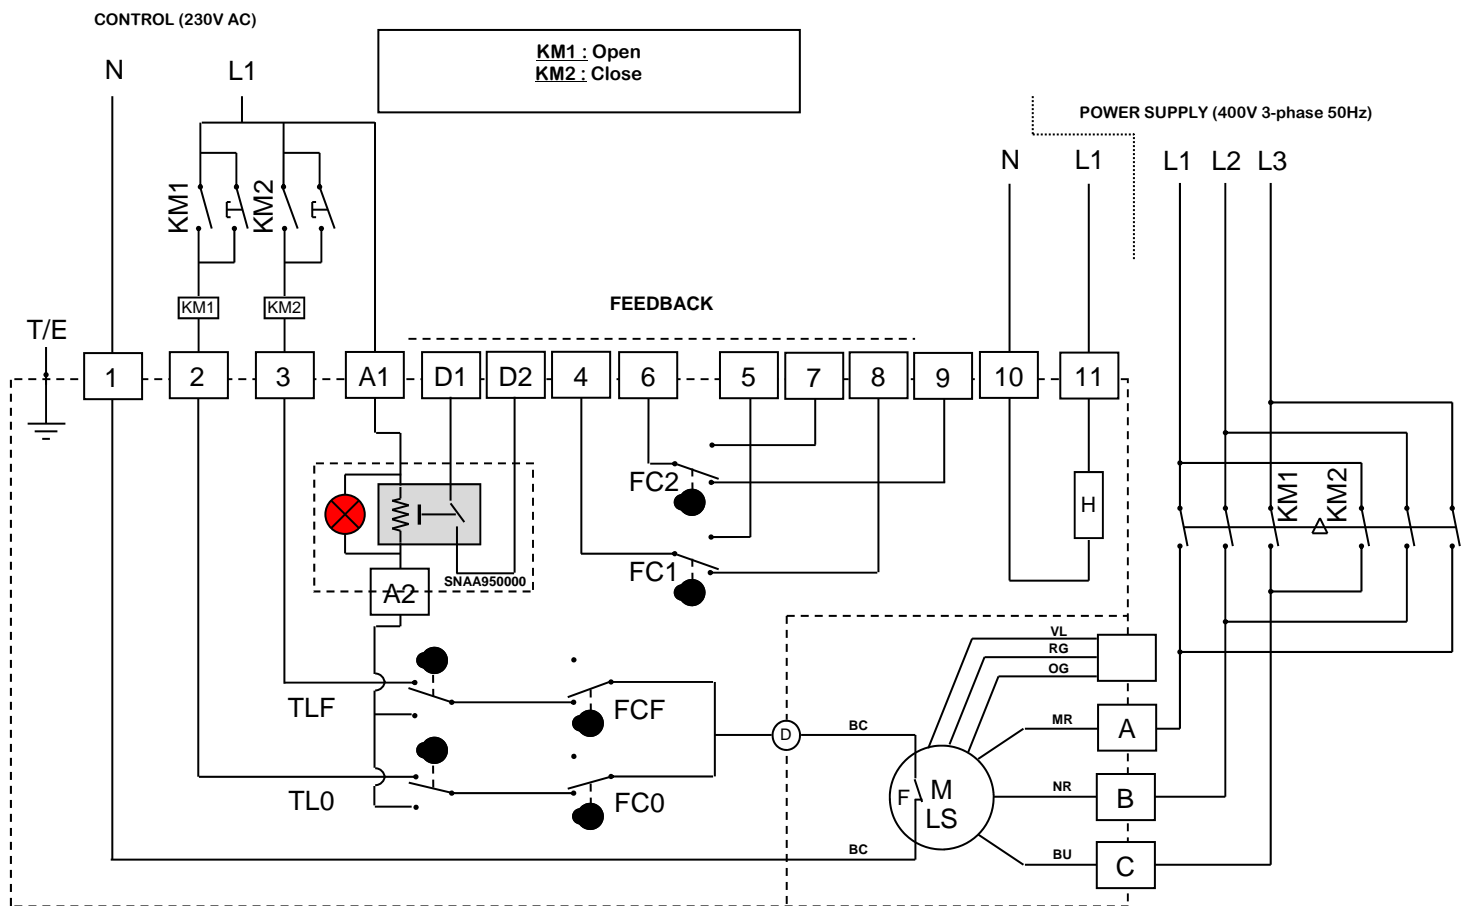 CONTROL (230V AC)
KM1 : Open
KM2 : Close
N
L1
POWER SUPPLY (400V 3-phase 50Hz)
N
L1
L1
L2
L3
KM1
KM2
KM1
KM2
FEEDBACK
T/E
1
2
3
A1
D1
D2
4
6
5
7
8
9
10
11
FC2
H
KM1
KM2
FC1
SNAA950000
A2
VL
RG
OG
TLF
FCF
D
BC
MR
A
TL0
FC0
F
M
LS
NR
B
BC
BU
C